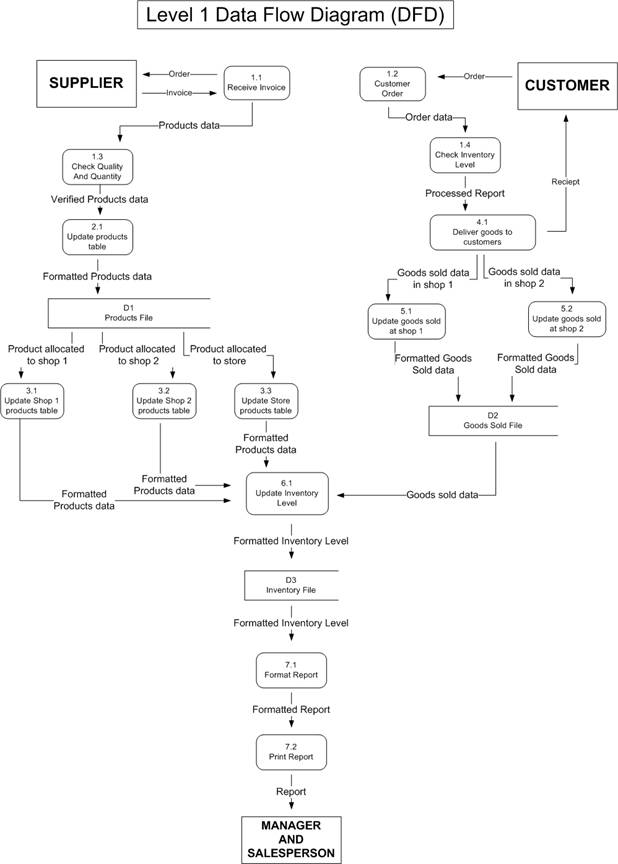 Level 1 Data Flow Diagram (DFD)
SUPPLIER
Order
Invoice
1.1
Receive Invoice
1.2
Customer
Order
Order
CUSTOMER
Products data
Order data
1.3
Check Quality
And Quantity
1.4
Check Inventory
Level
Verified Products data
Processed Report
Reciept
2.1
Update products
table
4.1
Deliver goods to
customers
Formatted Products data
Goods sold data
in shop 1
Goods sold data
in shop 2
D1
Products File
5.1
Update goods sold
at shop 1
5.2
Update goods sold
at shop 2
Product allocated
to shop 1
Product allocated
to shop 2
Product allocated
to store
Formatted Goods
Sold data
Formatted Goods
Sold data
3.1
Update Shop 1
products table
3.2
Update Shop 2
products table
3.3
Update Store
products table
D2
Goods Sold File
Formatted
Products data
Formatted
Products data
Formatted
Products data
6.1
Update Inventory
Level
Goods sold data
Formatted Inventory Level
D3
Inventory File
Formatted Inventory Level
7.1
Format Report
Formatted Report
7.2
Print Report
Report
MANAGER
AND
SALESPERSON